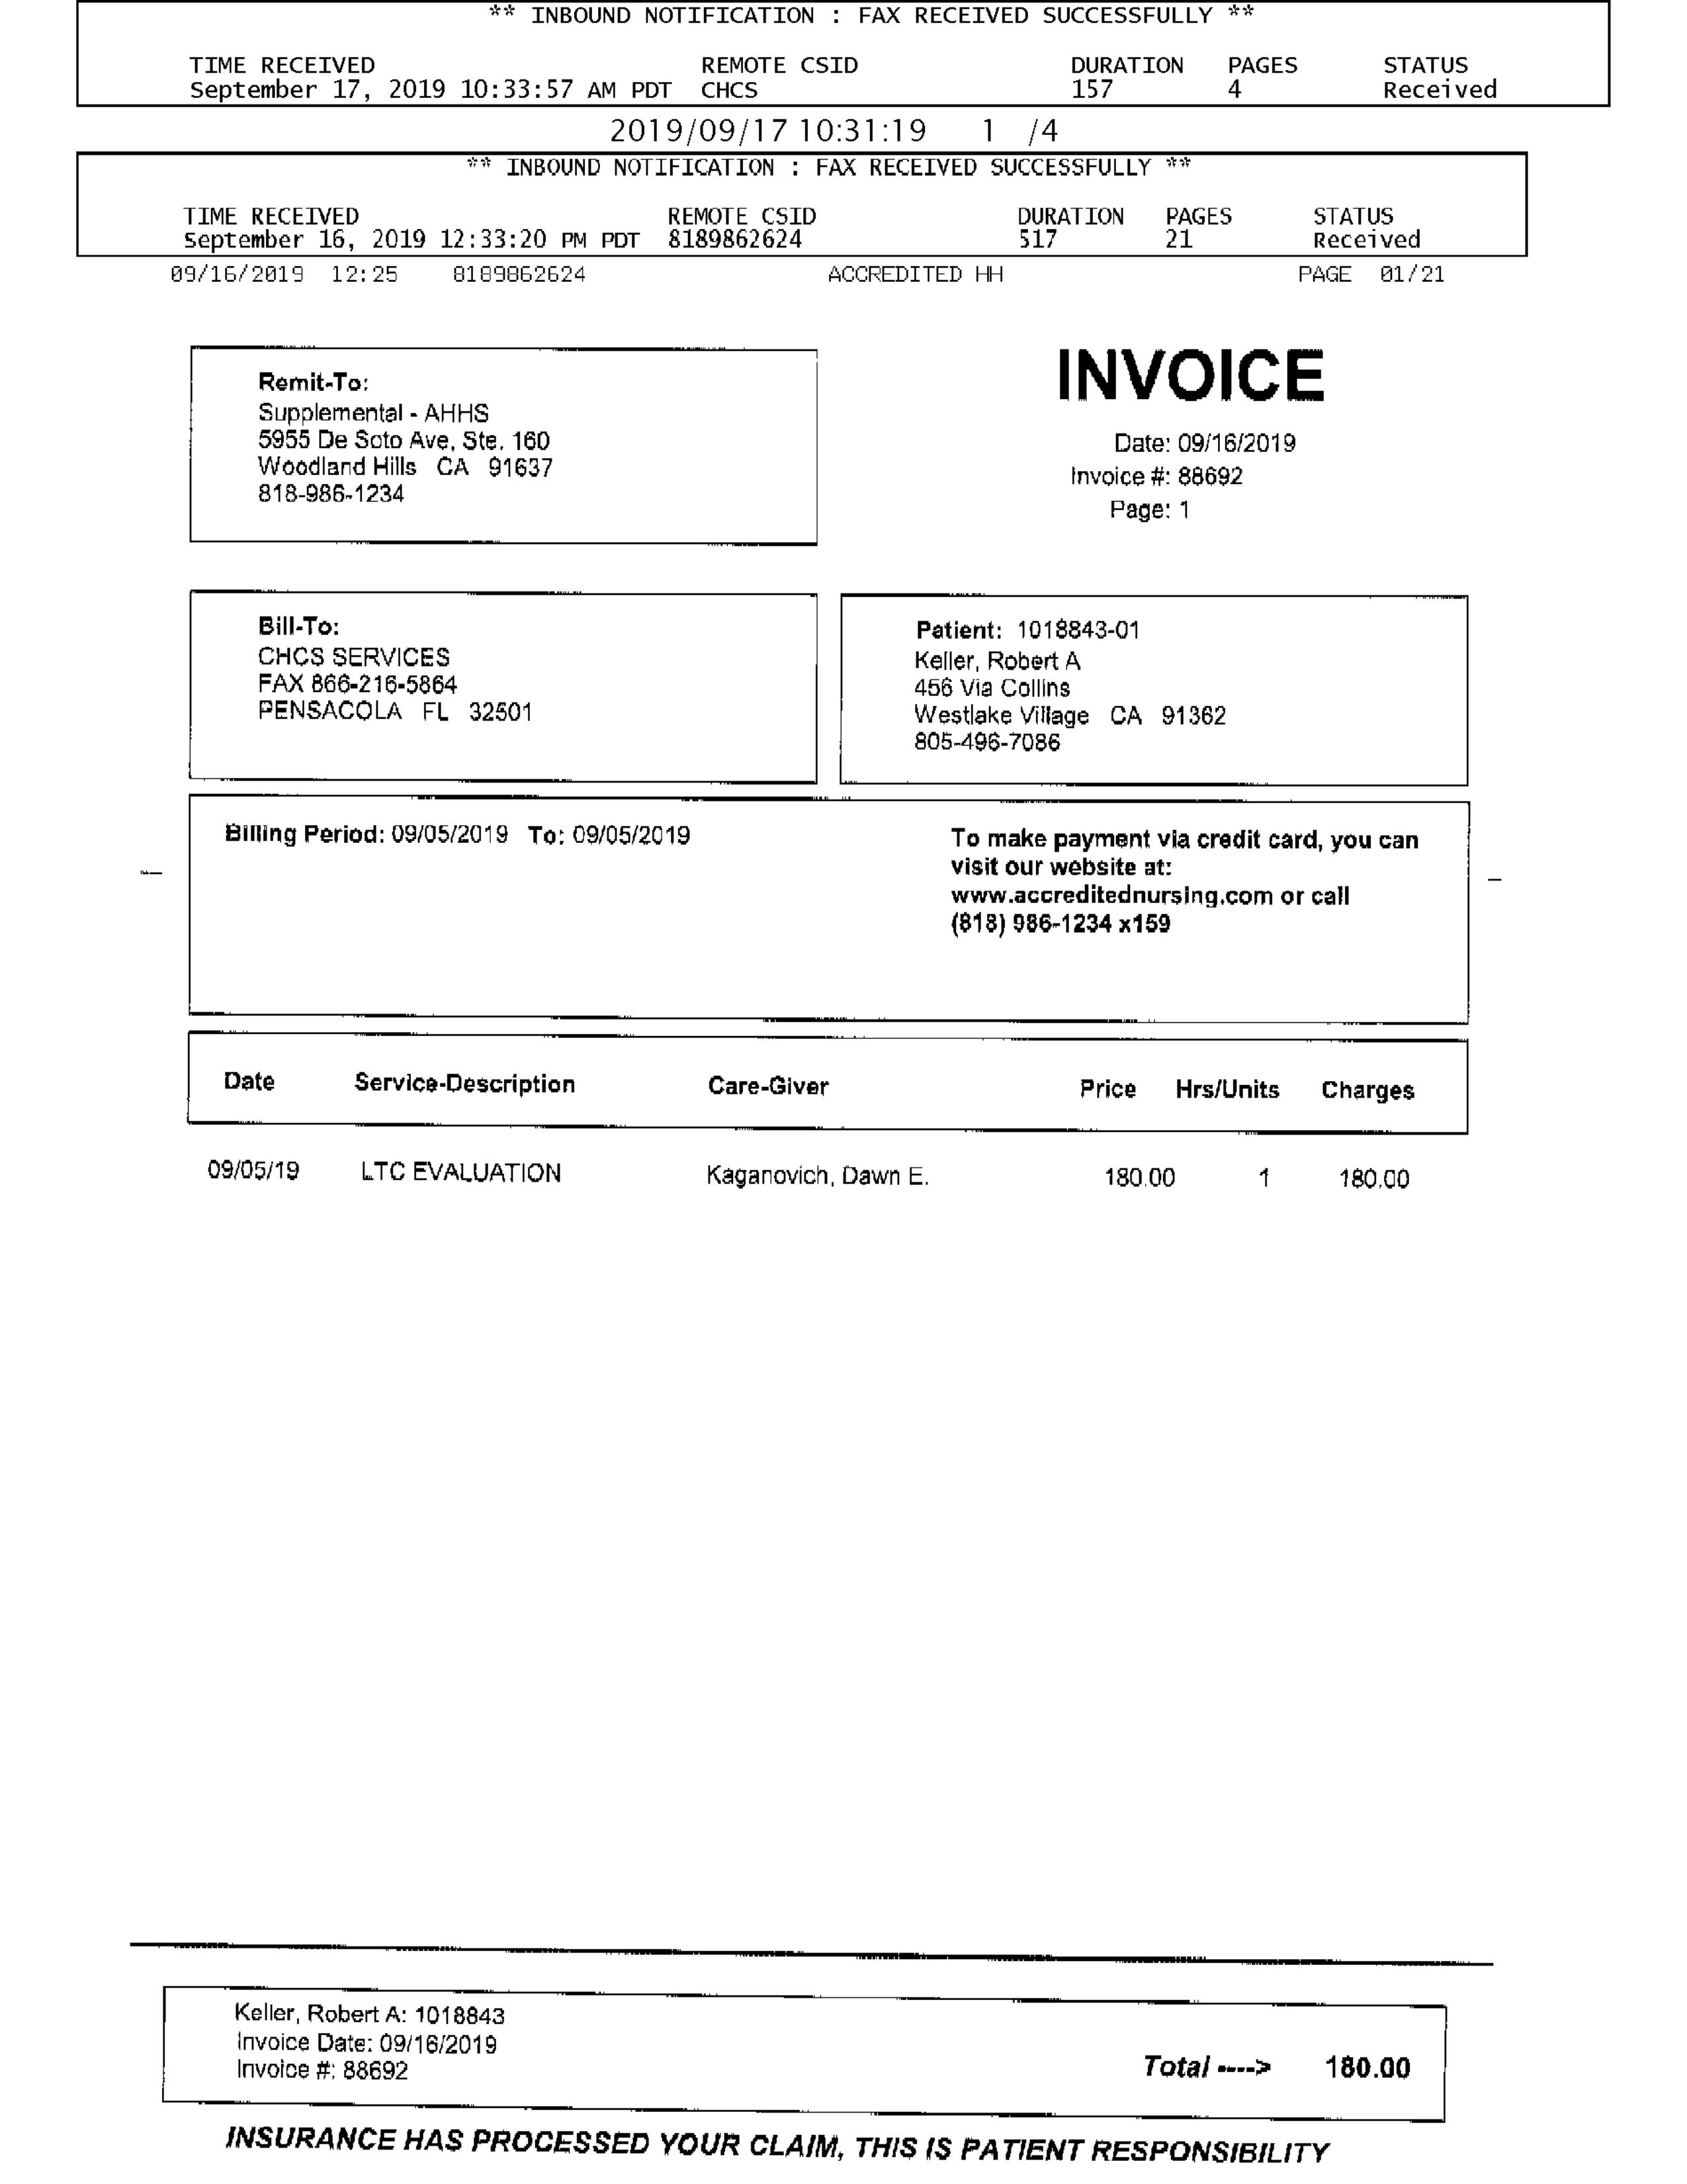 ** INBOUND NOTIFICATION : FAX RECEIVED SUCCESSFULLY **
TIME RECEIVED REMOTE CSID DURATION PAGES STATUS
September 17, 2019 10:33:57 AM PDT CHCS 157 4 Received
2019/09/17 10:31:19 1 /4
** INBOUND NOTIFICATION : FAX RECEIVED SUCCESSFULLY **
TIME RECEIVED REMOTE CSID DURATION PAGES STATUS
September 16, 2019 12:33:20 PM PDT 8189862624 517 21 Received
09/16/2019 12:25 8189862624 ACCREDITED HH PAGE 01/21
INVOICE
Date: 09/16/2019
Invoice #: 88692
Page: 1
Remit-To:
Supplemental - AHHS
5955 De Soto Ave, Ste. 160
Woodland Hills CA 91637
818-986-1234
Bill-To:
CHCS SERVICES
FAX 866-216-5864
PENSACOLA FL 32501
Patient: 1018843-01
Keller, Robert A
456 Via Collins
Westlake Village CA 91362
805-496-7086
Billing Period: 09/05/2019 To: 09/05/2019
To make payment via credit card, you can
visit our website at:
www.accreditednursing.com or call
(818) 986-1234 x159
Date Service-Description Care-Giver Price Hrs/Units Charges
09/05/19 LTC EVALUATION Kaganovich, Dawn E. 180.00 1 180.00
Keller, Robert A: 1018843
Invoice Date: 09/16/2019
Invoice #: 88692
Total ----> 180.00
INSURANCE HAS PROCESSED YOUR CLAIM, THIS IS PATIENT RESPONSIBILITY